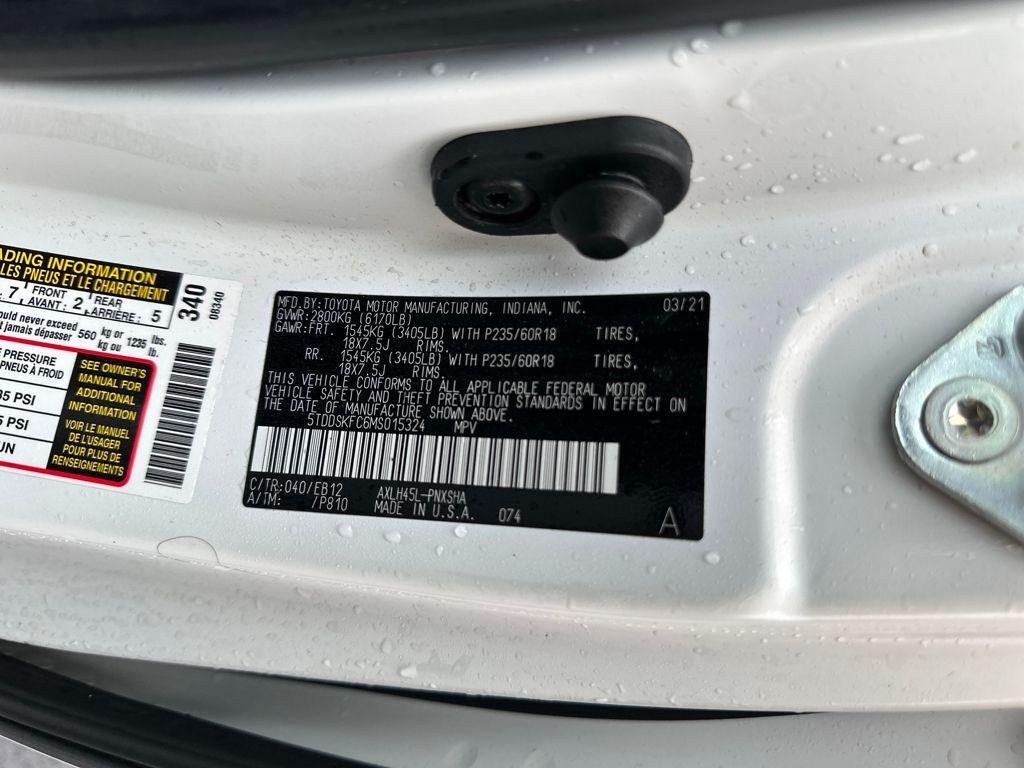 ADING INFORMATION
LES PNEUS ET LE CHARGEMENT
7 FRONT 2 REAR 5
AVANT : ARRIÈRE :
ould never exceed 560 kg or 1235 lbs.
t jamais dépasser kg ou lb.
PRESSURE
PNEUS À FROID
35 PSI
5 PSI
UN
SEE OWNER'S
MANUAL FOR
ADDITIONAL
INFORMATION
VOIR LE MANUEL
DE L'USAGER
POUR PLUS DE
RENSEIGNEMENTS
340
08340
MFD.BY:TOYOTA MOTOR MANUFACTURING, INDIANA, INC. 03/21
GVWR:2800KG (6170LB)
GAWR:FRT. 1545KG (3405LB) WITH P235/60R18 TIRES,
18X7.5J RIMS.
RR. 1545KG (3405LB) WITH P235/60R18 TIRES,
18X7.5J RIMS.
THIS VEHICLE CONFORMS TO ALL APPLICABLE FEDERAL MOTOR
VEHICLE SAFETY AND THEFT PREVENTION STANDARDS IN EFFECT ON
THE DATE OF MANUFACTURE SHOWN ABOVE.
5TDDSKFC6MS015324 MPV
C/TR:040/EB12 AXLH45L-PNXSHA
A/TM: /P810 MADE IN U.S.A. 074
A